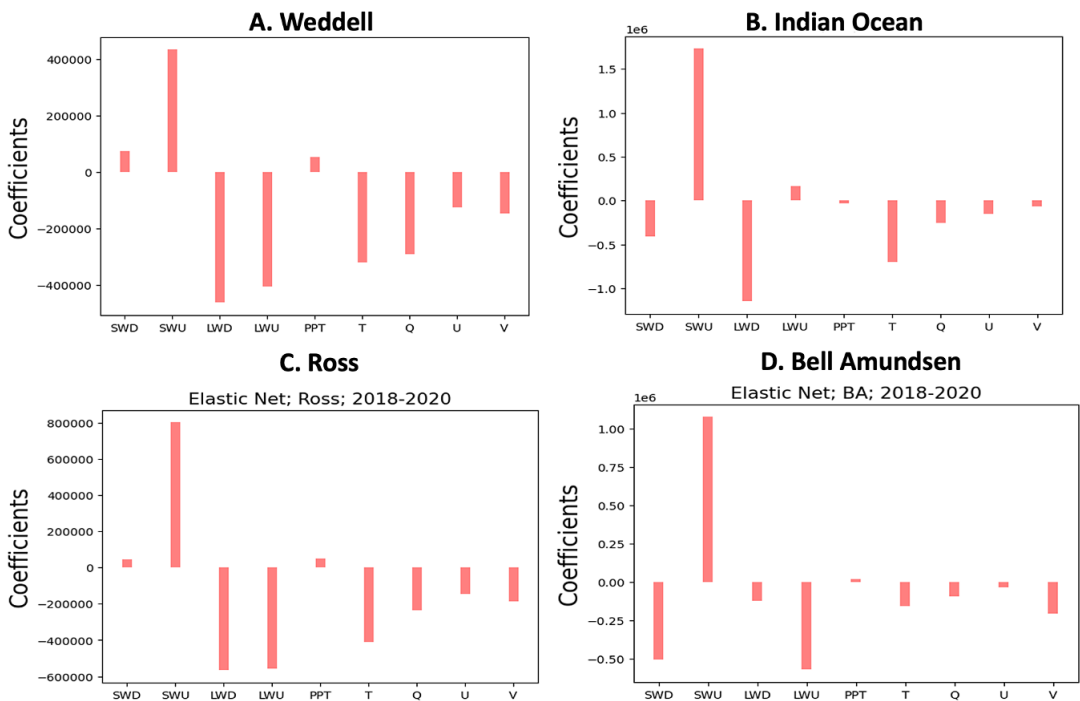 A. Weddell
Coefficients
400000
200000
0
−200000
−400000
SWD SWU LWD LWU PPT T Q U V
B. Indian Ocean
1e6
Coefficients
1.5
1.0
0.5
0.0
−0.5
−1.0
SWD SWU LWD LWU PPT T Q U V
C. Ross
Elastic Net; Ross; 2018-2020
Coefficients
800000
600000
400000
200000
0
−200000
−400000
−600000
SWD SWU LWD LWU PPT T Q U V
D. Bell Amundsen
Elastic Net; BA; 2018-2020
1e6
Coefficients
1.00
0.75
0.50
0.25
0.00
−0.25
−0.50
SWD SWU LWD LWU PPT T Q U V